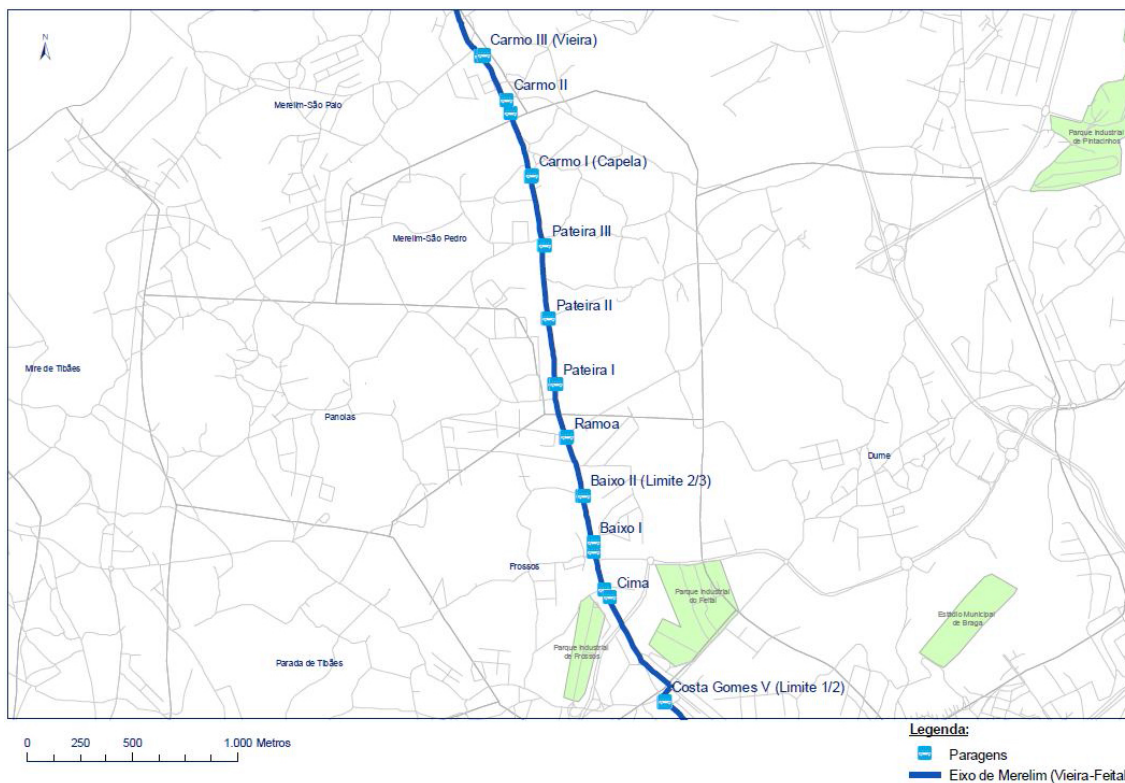 N
Carmo III (Vieira)
Carmo II
Merelim-São Paio
Parque Industrial
de Pintacinhos
Carmo I (Capela)
Merelim-São Pedro
Pateira III
Pateira II
Mire de Tibães
Pateira I
Panoias
Ramoa
Dume
Baixo II (Limite 2/3)
Baixo I
Frossos
Cima
Parque Industrial
do Feital
Estádio Municipal
de Braga
Parque Industrial
de Frossos
Parada de Tibães
Costa Gomes V (Limite 1/2)
0 250 500 1.000 Metros
Legenda:
Paragens
Eixo de Merelim (Vieira-Feital